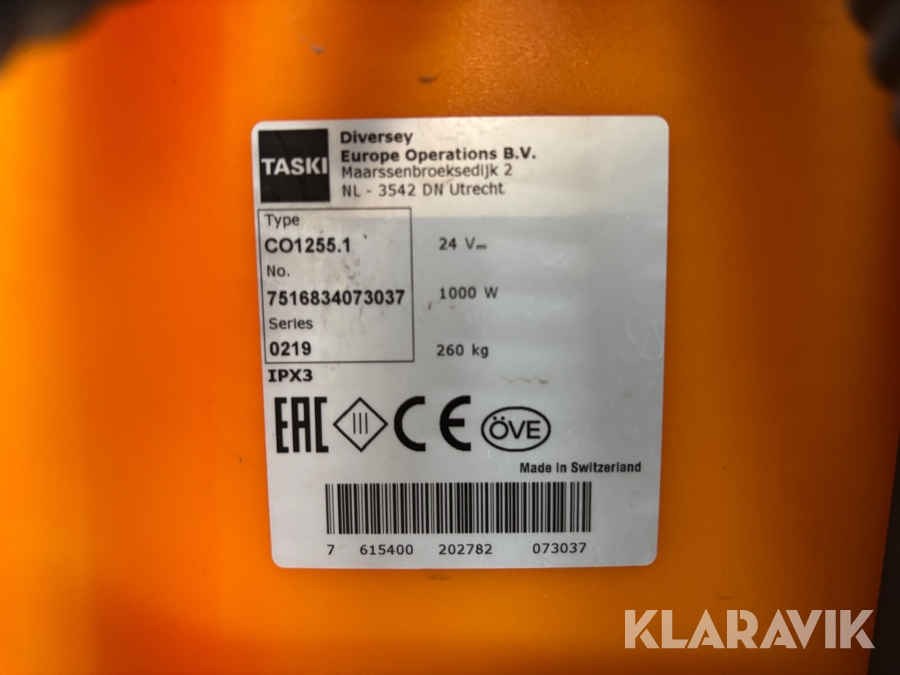 TASKI
Diversey
Europe Operations B.V.
Maarssenbroeksedijk 2
NL - 3542 DN Utrecht
Type
CO1255.1
24 V
No.
7516834073037
1000 W
Series
0219
260 kg
IPX3
EAC III CE ÖVE
Made in Switzerland
7 615400 202782 073037
KLARAVIK